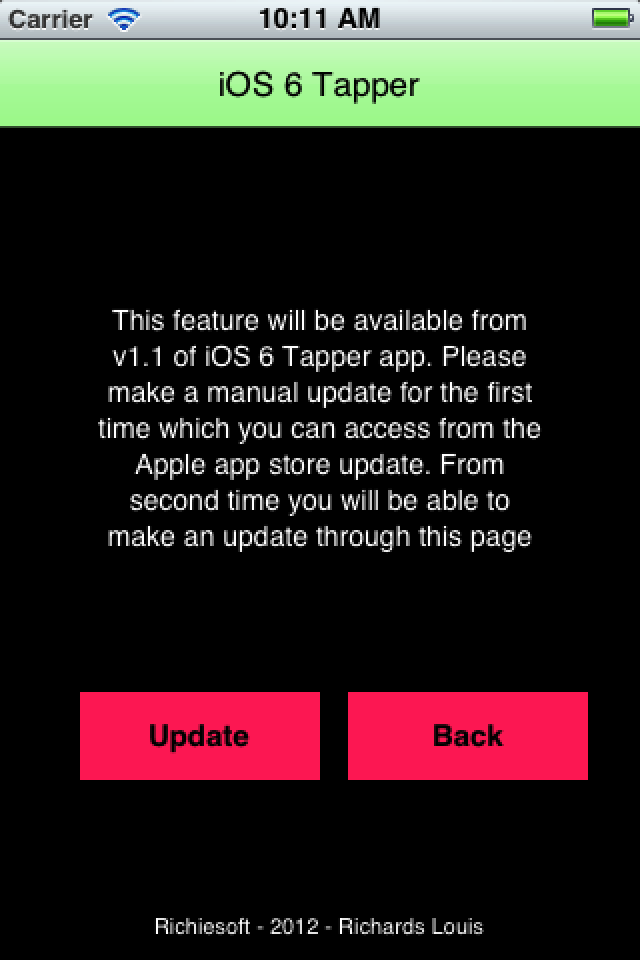 Carrier 10:11 AM
iOS 6 Tapper
This feature will be available from
v1.1 of iOS 6 Tapper app. Please
make a manual update for the first
time which you can access from the
Apple app store update. From
second time you will be able to
make an update through this page
Update Back
Richiesoft - 2012 - Richards Louis